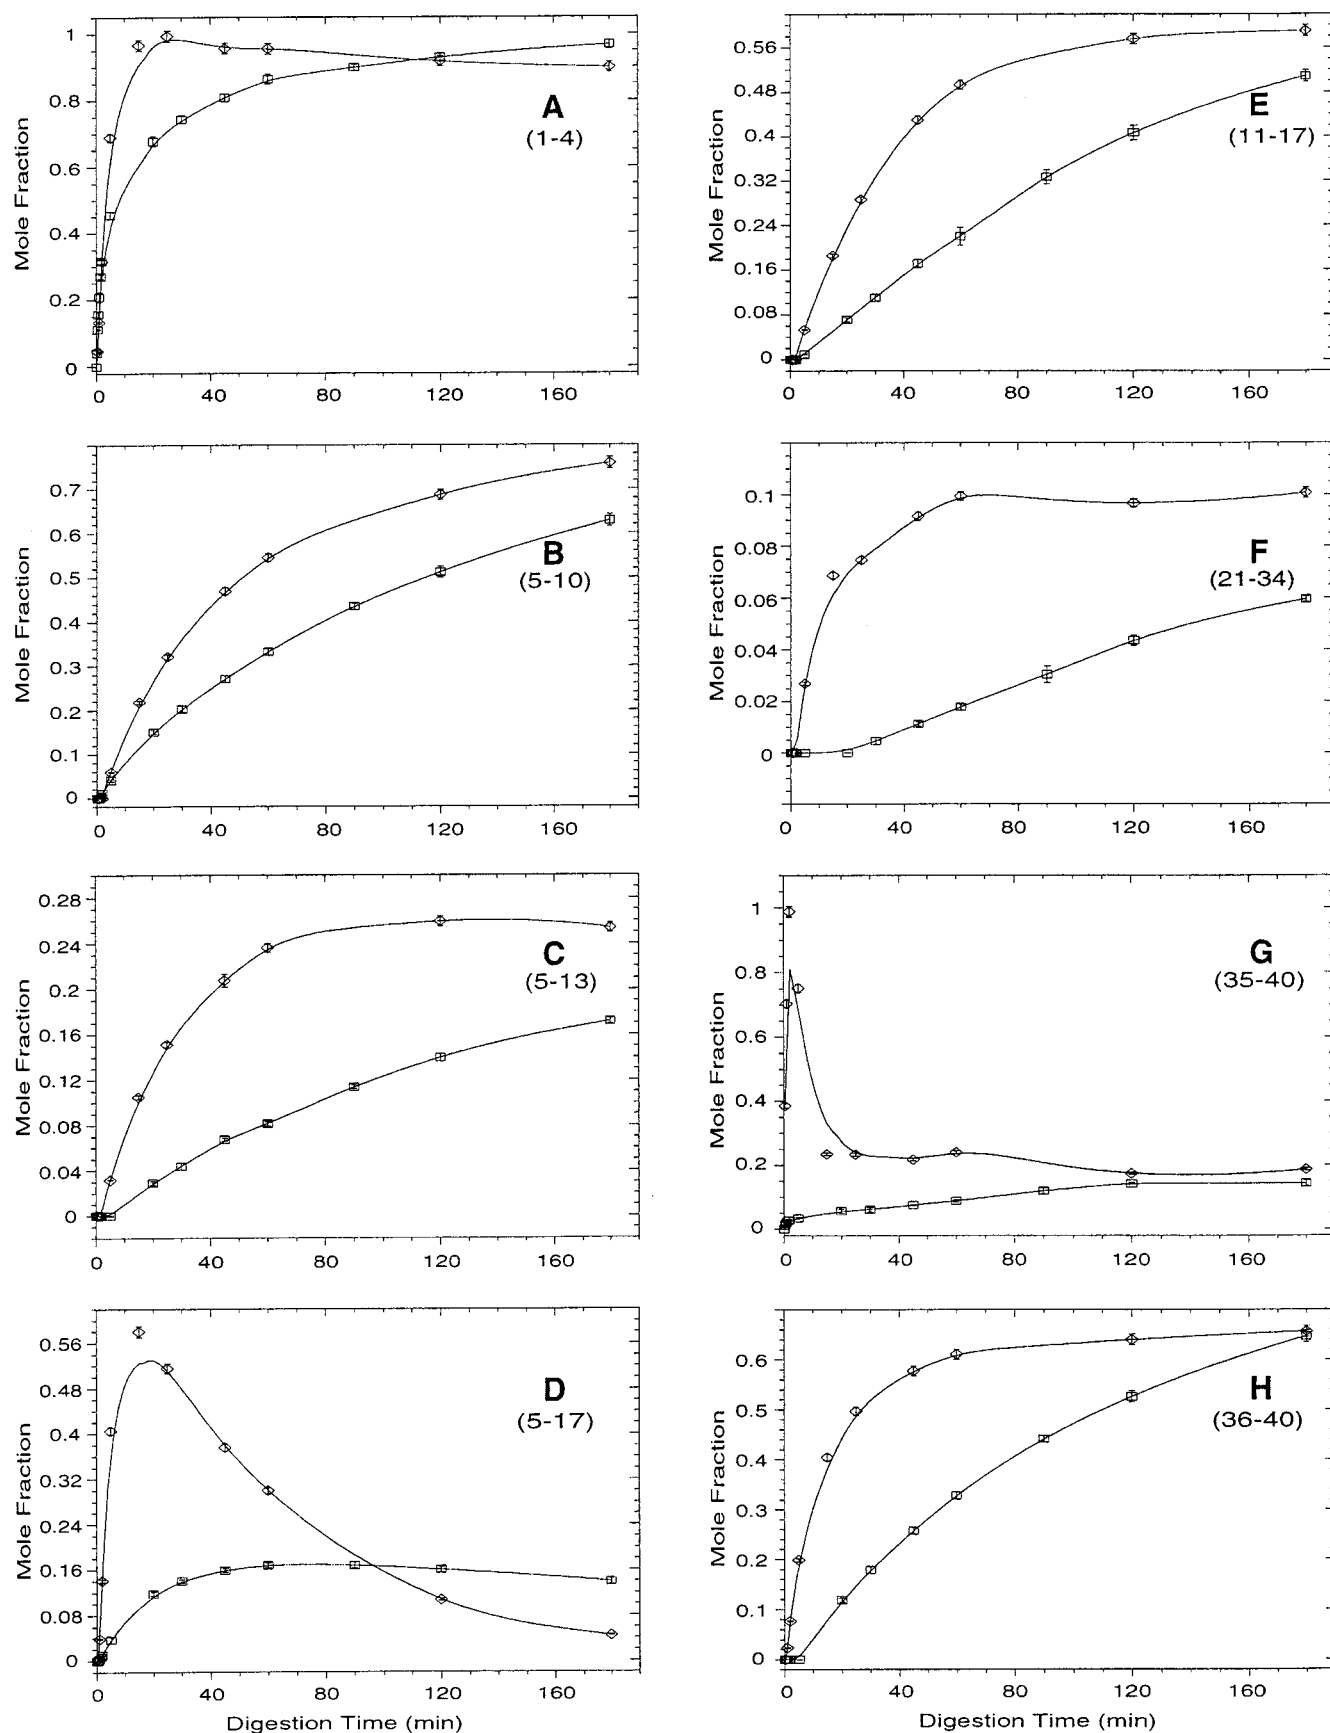 1
0.8
0.6
0.4
0.2
0
Mole Fraction
A
(1-4)
0 40 80 120 160
0.7
0.6
0.5
0.4
0.3
0.2
0.1
0
Mole Fraction
B
(5-10)
0 40 80 120 160
0.28
0.24
0.2
0.16
0.12
0.08
0.04
0
Mole Fraction
C
(5-13)
0 40 80 120 160
0.56
0.48
0.4
0.32
0.24
0.16
0.08
0
Mole Fraction
D
(5-17)
0 40 80 120 160
Digestion Time (min)
0.56
0.48
0.4
0.32
0.24
0.16
0.08
0
Mole Fraction
E
(11-17)
0 40 80 120 160
0.1
0.08
0.06
0.04
0.02
0
Mole Fraction
F
(21-34)
0 40 80 120 160
1
0.8
0.6
0.4
0.2
0
Mole Fraction
G
(35-40)
0 40 80 120 160
0.6
0.5
0.4
0.3
0.2
0.1
0
Mole Fraction
H
(36-40)
0 40 80 120 160
Digestion Time (min)